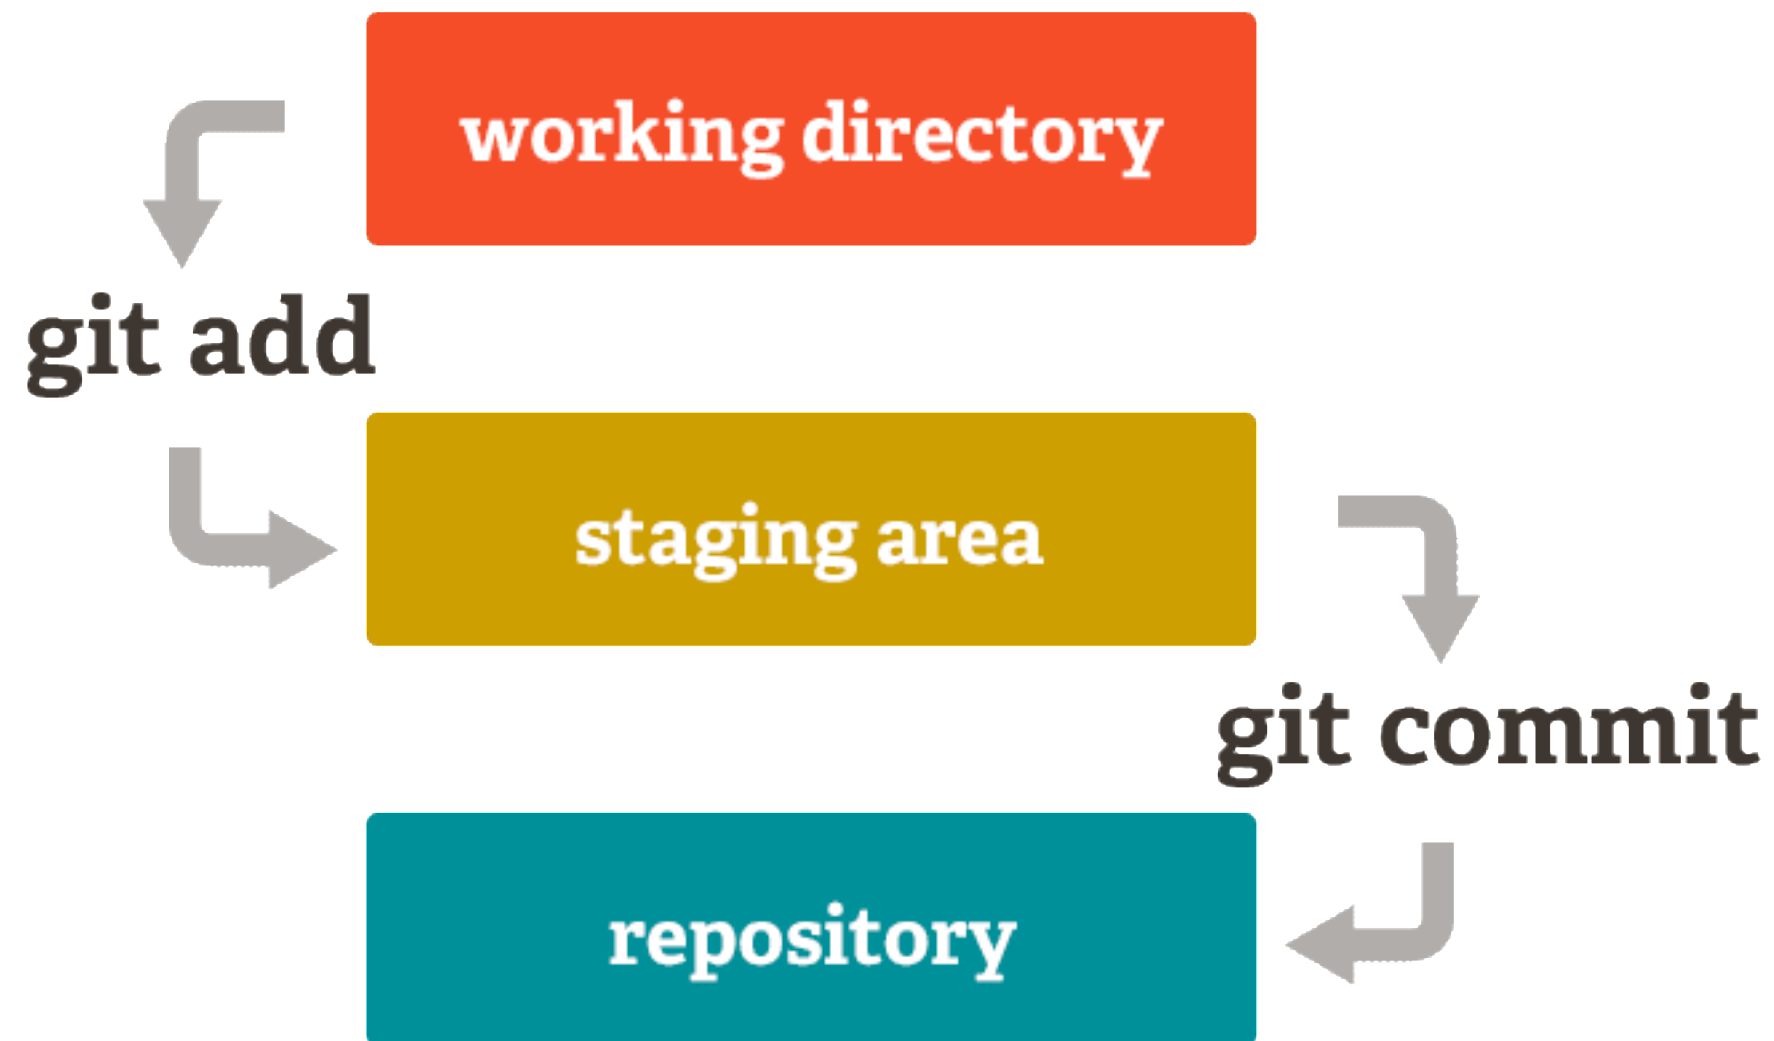 working directory
git add
staging area
git commit
repository